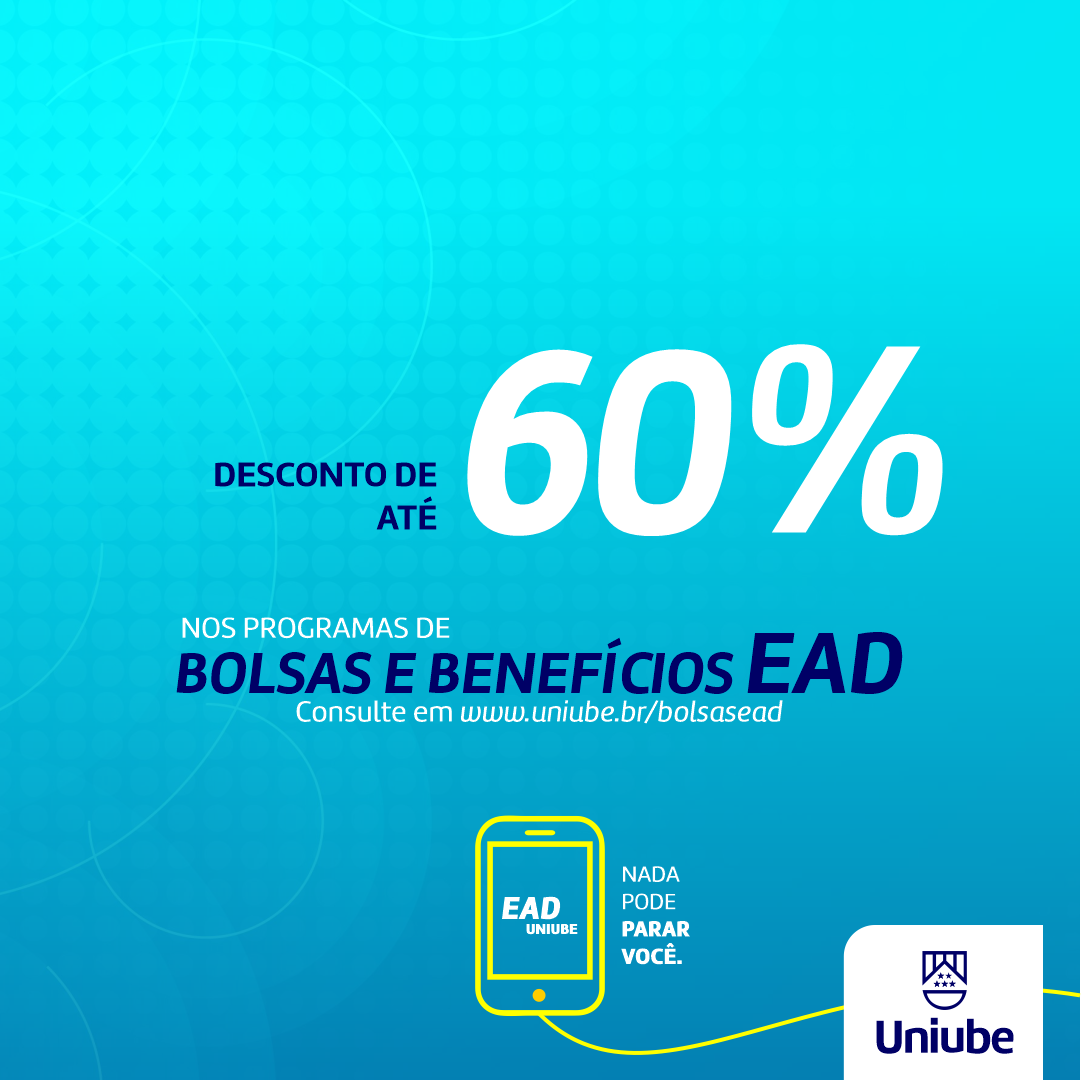 DESCONTO DE
ATÉ
60%
NOS PROGRAMAS DE
BOLSAS E BENEFÍCIOS EAD
Consulte em www.uniube.br/bolsasead
EAD
UNIUBE
NADA
PODE
PARAR
VOCÊ.
Uniube